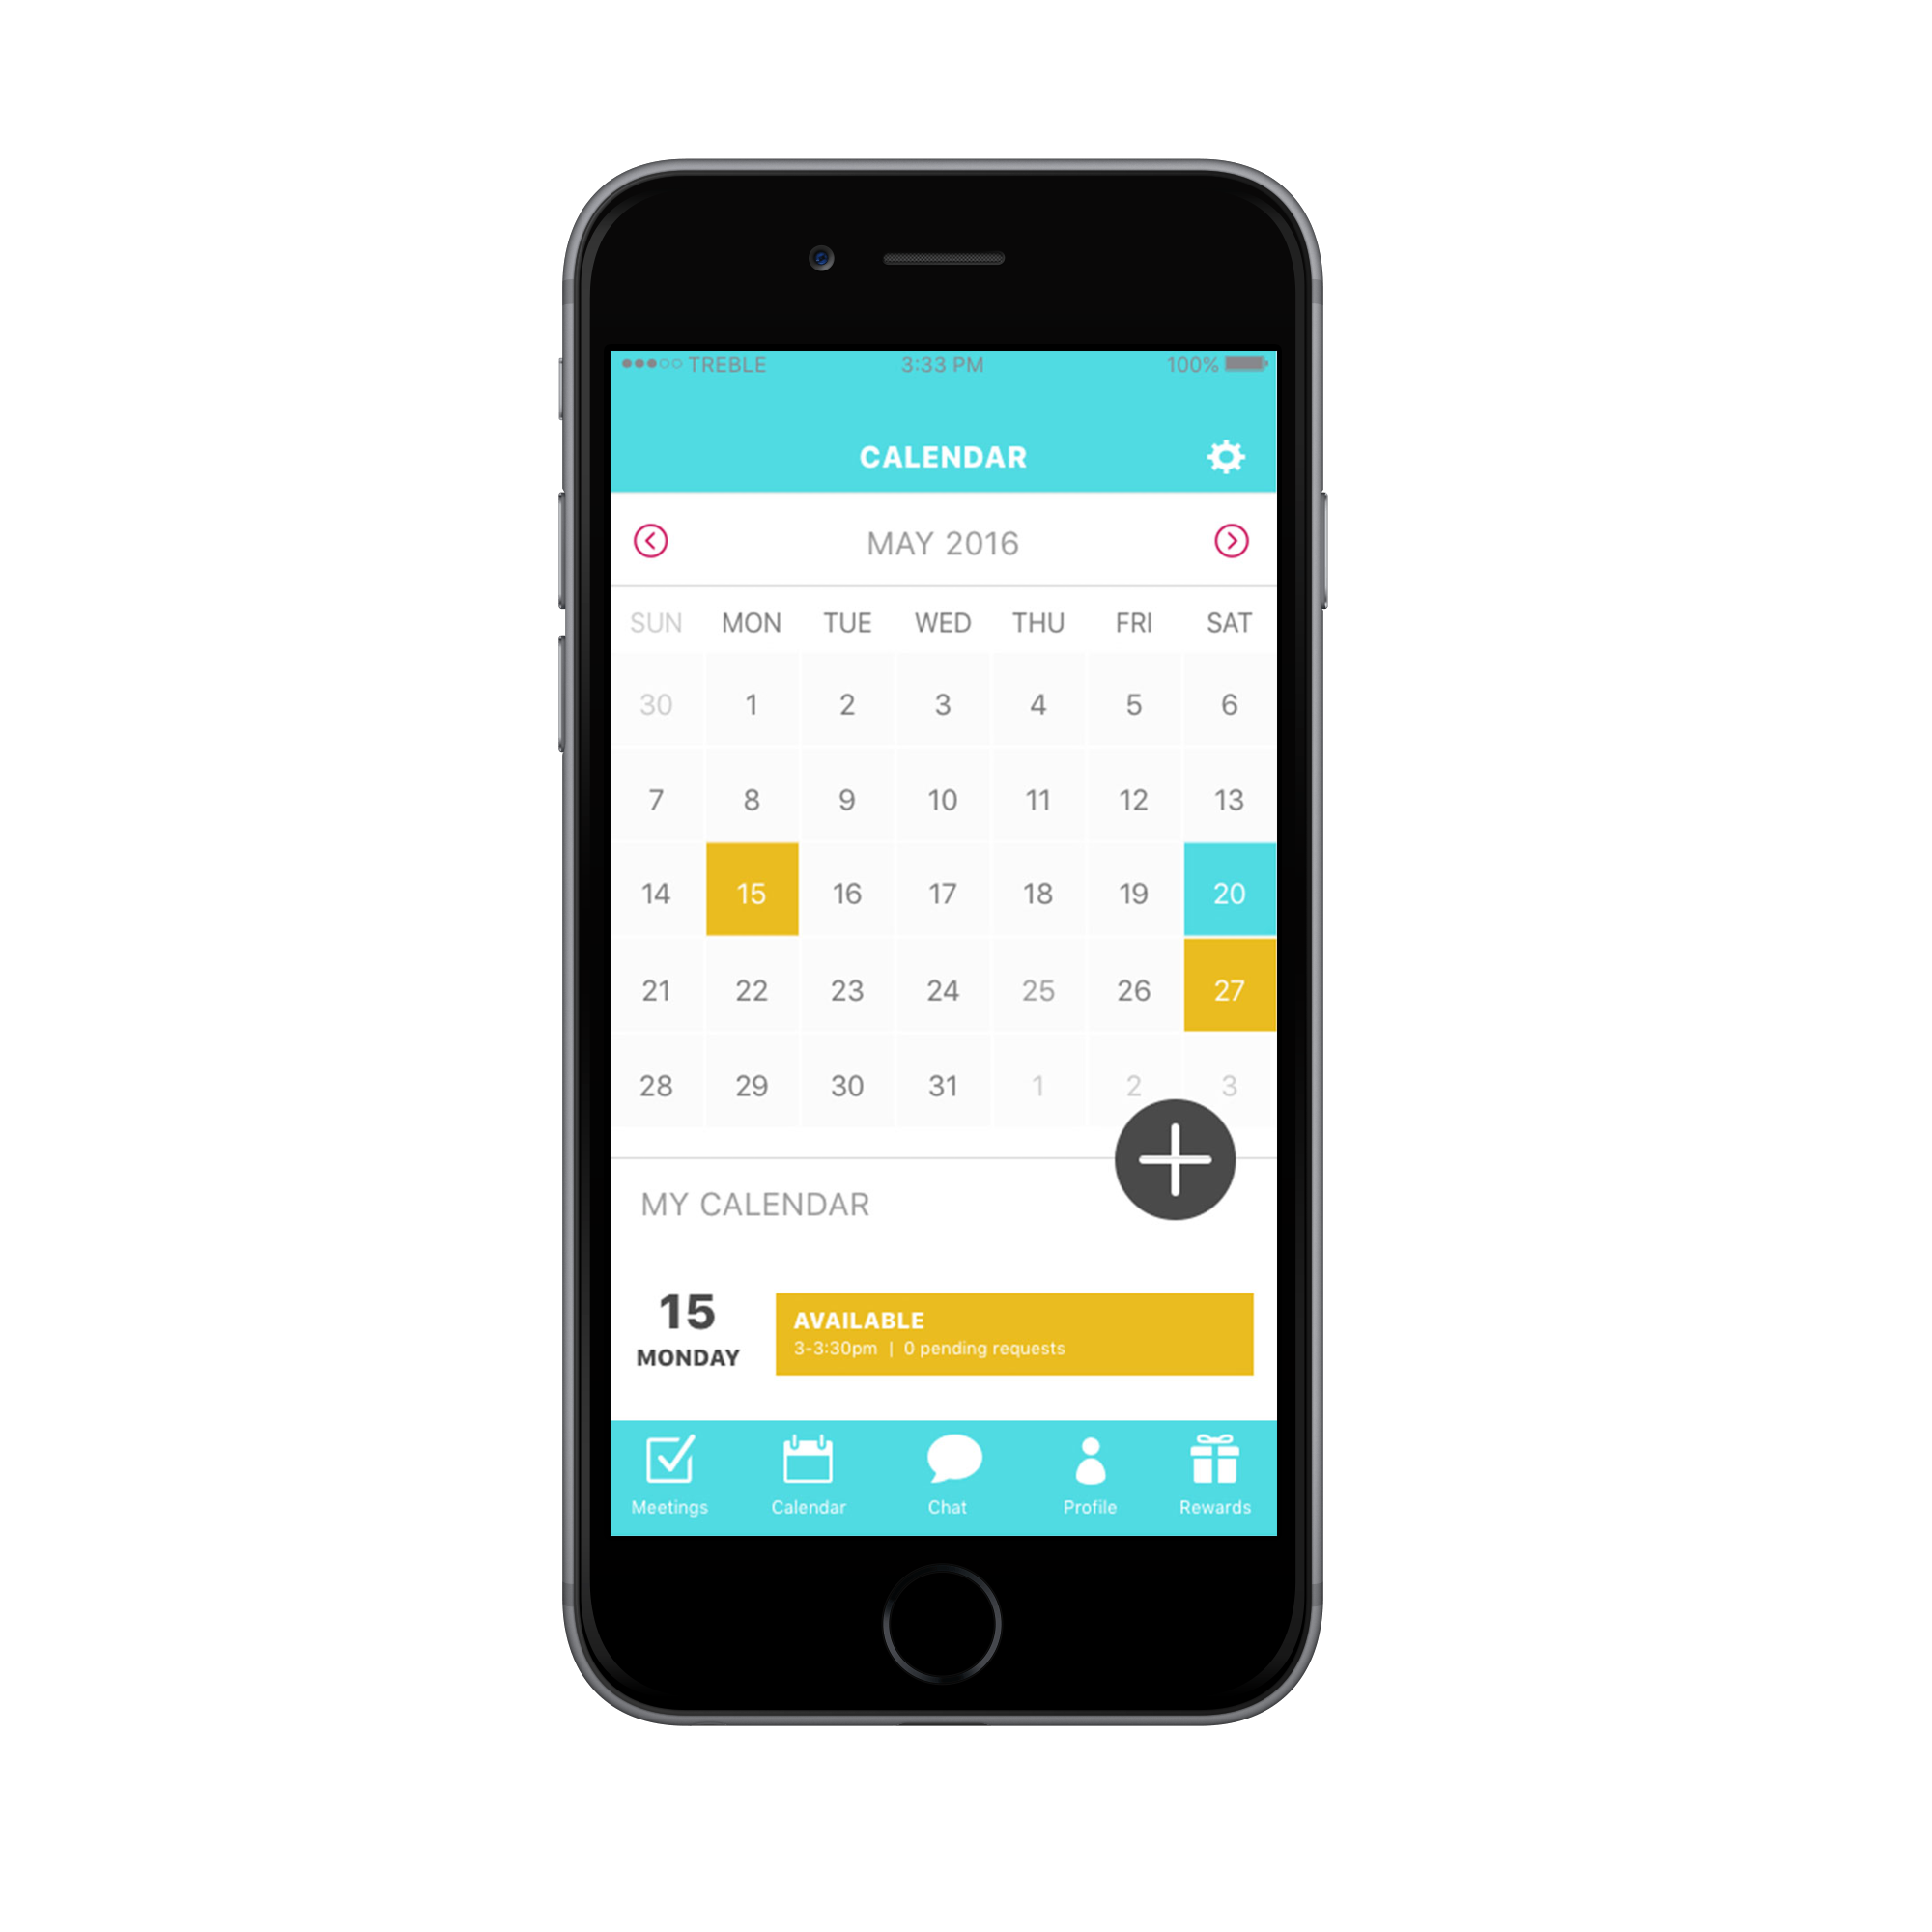 TREBLE 3:33 PM 100%
CALENDAR
MAY 2016
SUN MON TUE WED THU FRI SAT
30 1 2 3 4 5 6
7 8 9 10 11 12 13
14 15 16 17 18 19 20
21 22 23 24 25 26 27
28 29 30 31 1 2 3
MY CALENDAR
15
MONDAY
AVAILABLE
3-3:30pm | 0 pending requests
Meetings Calendar Chat Profile Rewards